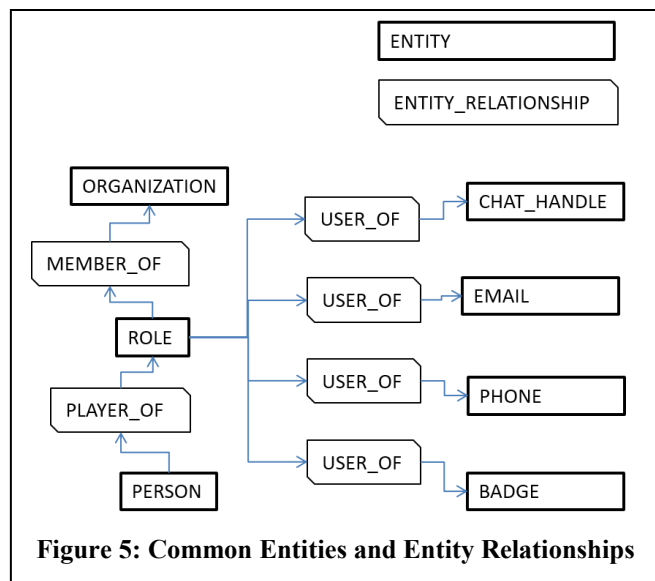 ENTITY
ENTITY_RELATIONSHIP
ORGANIZATION
USER_OF
CHAT_HANDLE
MEMBER_OF
USER_OF
EMAIL
ROLE
USER_OF
PHONE
PLAYER_OF
USER_OF
PERSON
BADGE
Figure 5: Common Entities and Entity Relationships